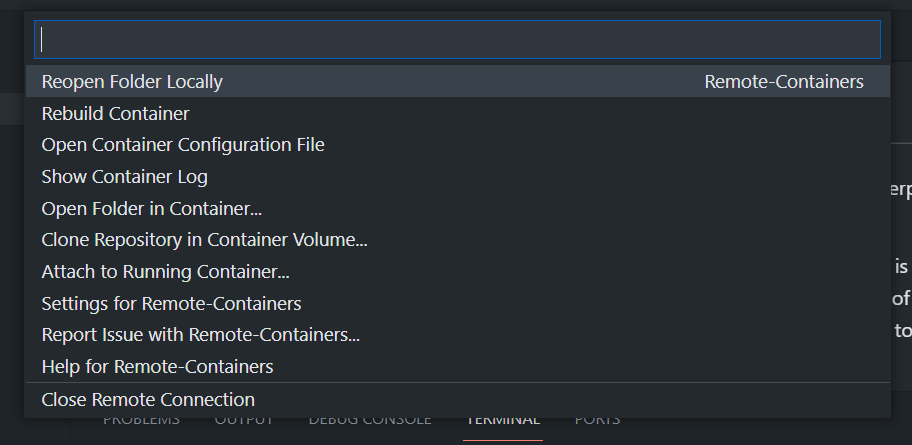 Reopen Folder Locally Remote-Containers
Rebuild Container
Open Container Configuration File
Show Container Log
Open Folder in Container...
Clone Repository in Container Volume...
Attach to Running Container...
Settings for Remote-Containers
Report Issue with Remote-Containers...
Help for Remote-Containers
Close Remote Connection
PROBLEMS OUTPUT DEBUG CONSOLE TERMINAL PORTS
is
of
to